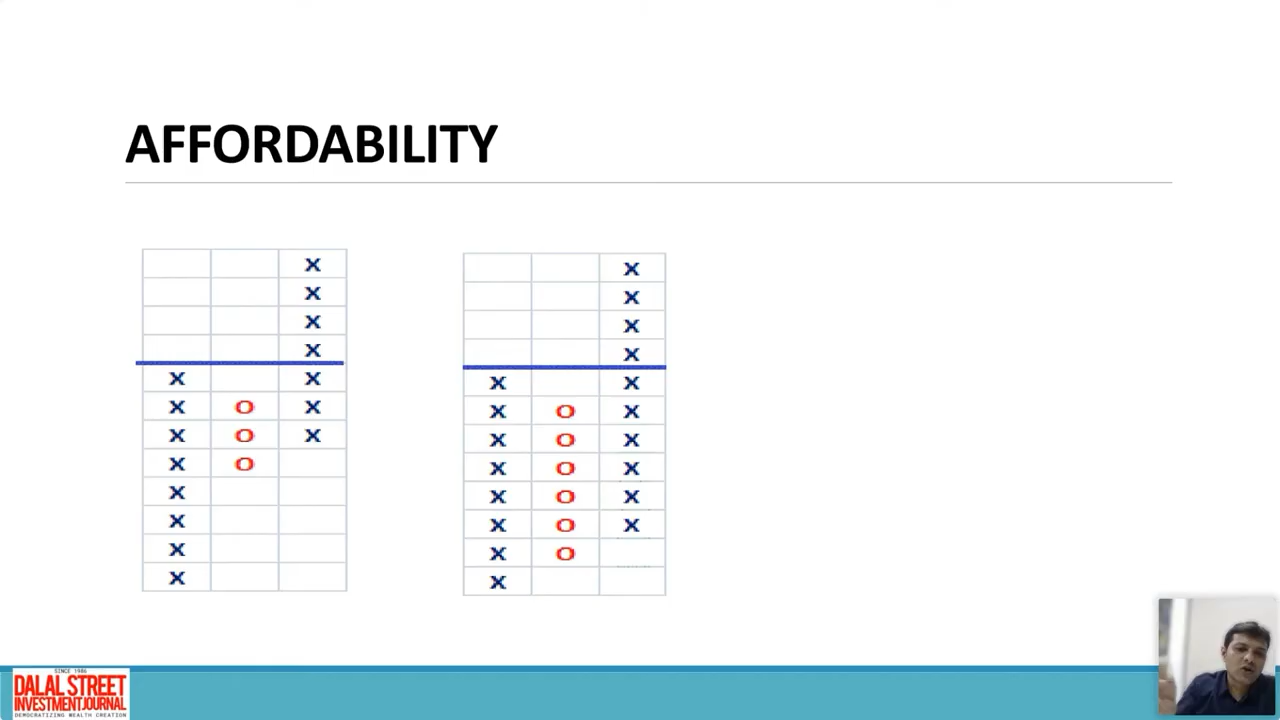 AFFORDABILITY
X
X
X
X
X X
X O X
X O X
X O
X
X
X
X
X
X
X
X
X X
X O X
X O X
X O X
X O X
X O X
X O
X
SINCE 1986
DALAL STREET
INVESTMENT JOURNAL
DEMOCRATIZING WEALTH CREATION